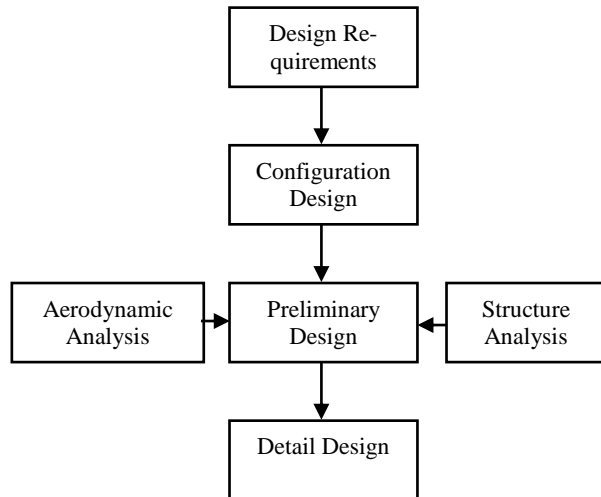 Design Re-
quirements
Configuration
Design
Aerodynamic
Analysis
Preliminary
Design
Structure
Analysis
Detail Design